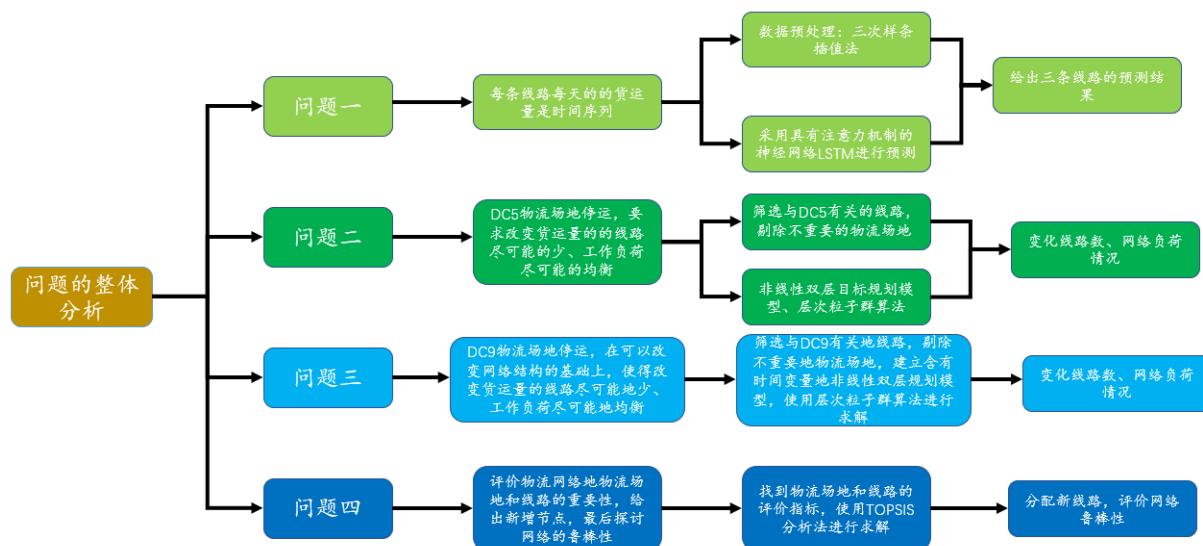 问题的整体
分析
问题一
每条线路每天的的货运
量是时间序列
数据预处理：三次样条
插值法
采用具有注意力机制的
神经网络LSTM进行预测
给出三条线路的预测结
果
问题二
DC5物流场地停运，要
求改变货运量的的线路
尽可能的少、工作负荷
尽可能的均衡
筛选与DC5有关的线路，
剔除不重要的物流场地
非线性双层目标规划模
型、层次粒子群算法
变化线路数、网络负荷
情况
问题三
DC9物流场地停运，在可以改
变网络结构的基础上，使得改
变货运量的线路尽可能地少、
工作负荷尽可能地均衡
筛选与DC9有关地线路，剔除
不重要地物流场地，建立含有
时间变量地非线性双层规划模
型，使用层次粒子群算法进行
求解
变化线路数、网络负荷
情况
问题四
评价物流网络地物流场
地和线路的重要性，给
出新增节点，最后探讨
网络的鲁棒性
找到物流场地和线路的
评价指标，使用TOPSIS
分析法进行求解
分配新线路，评价网络
鲁棒性